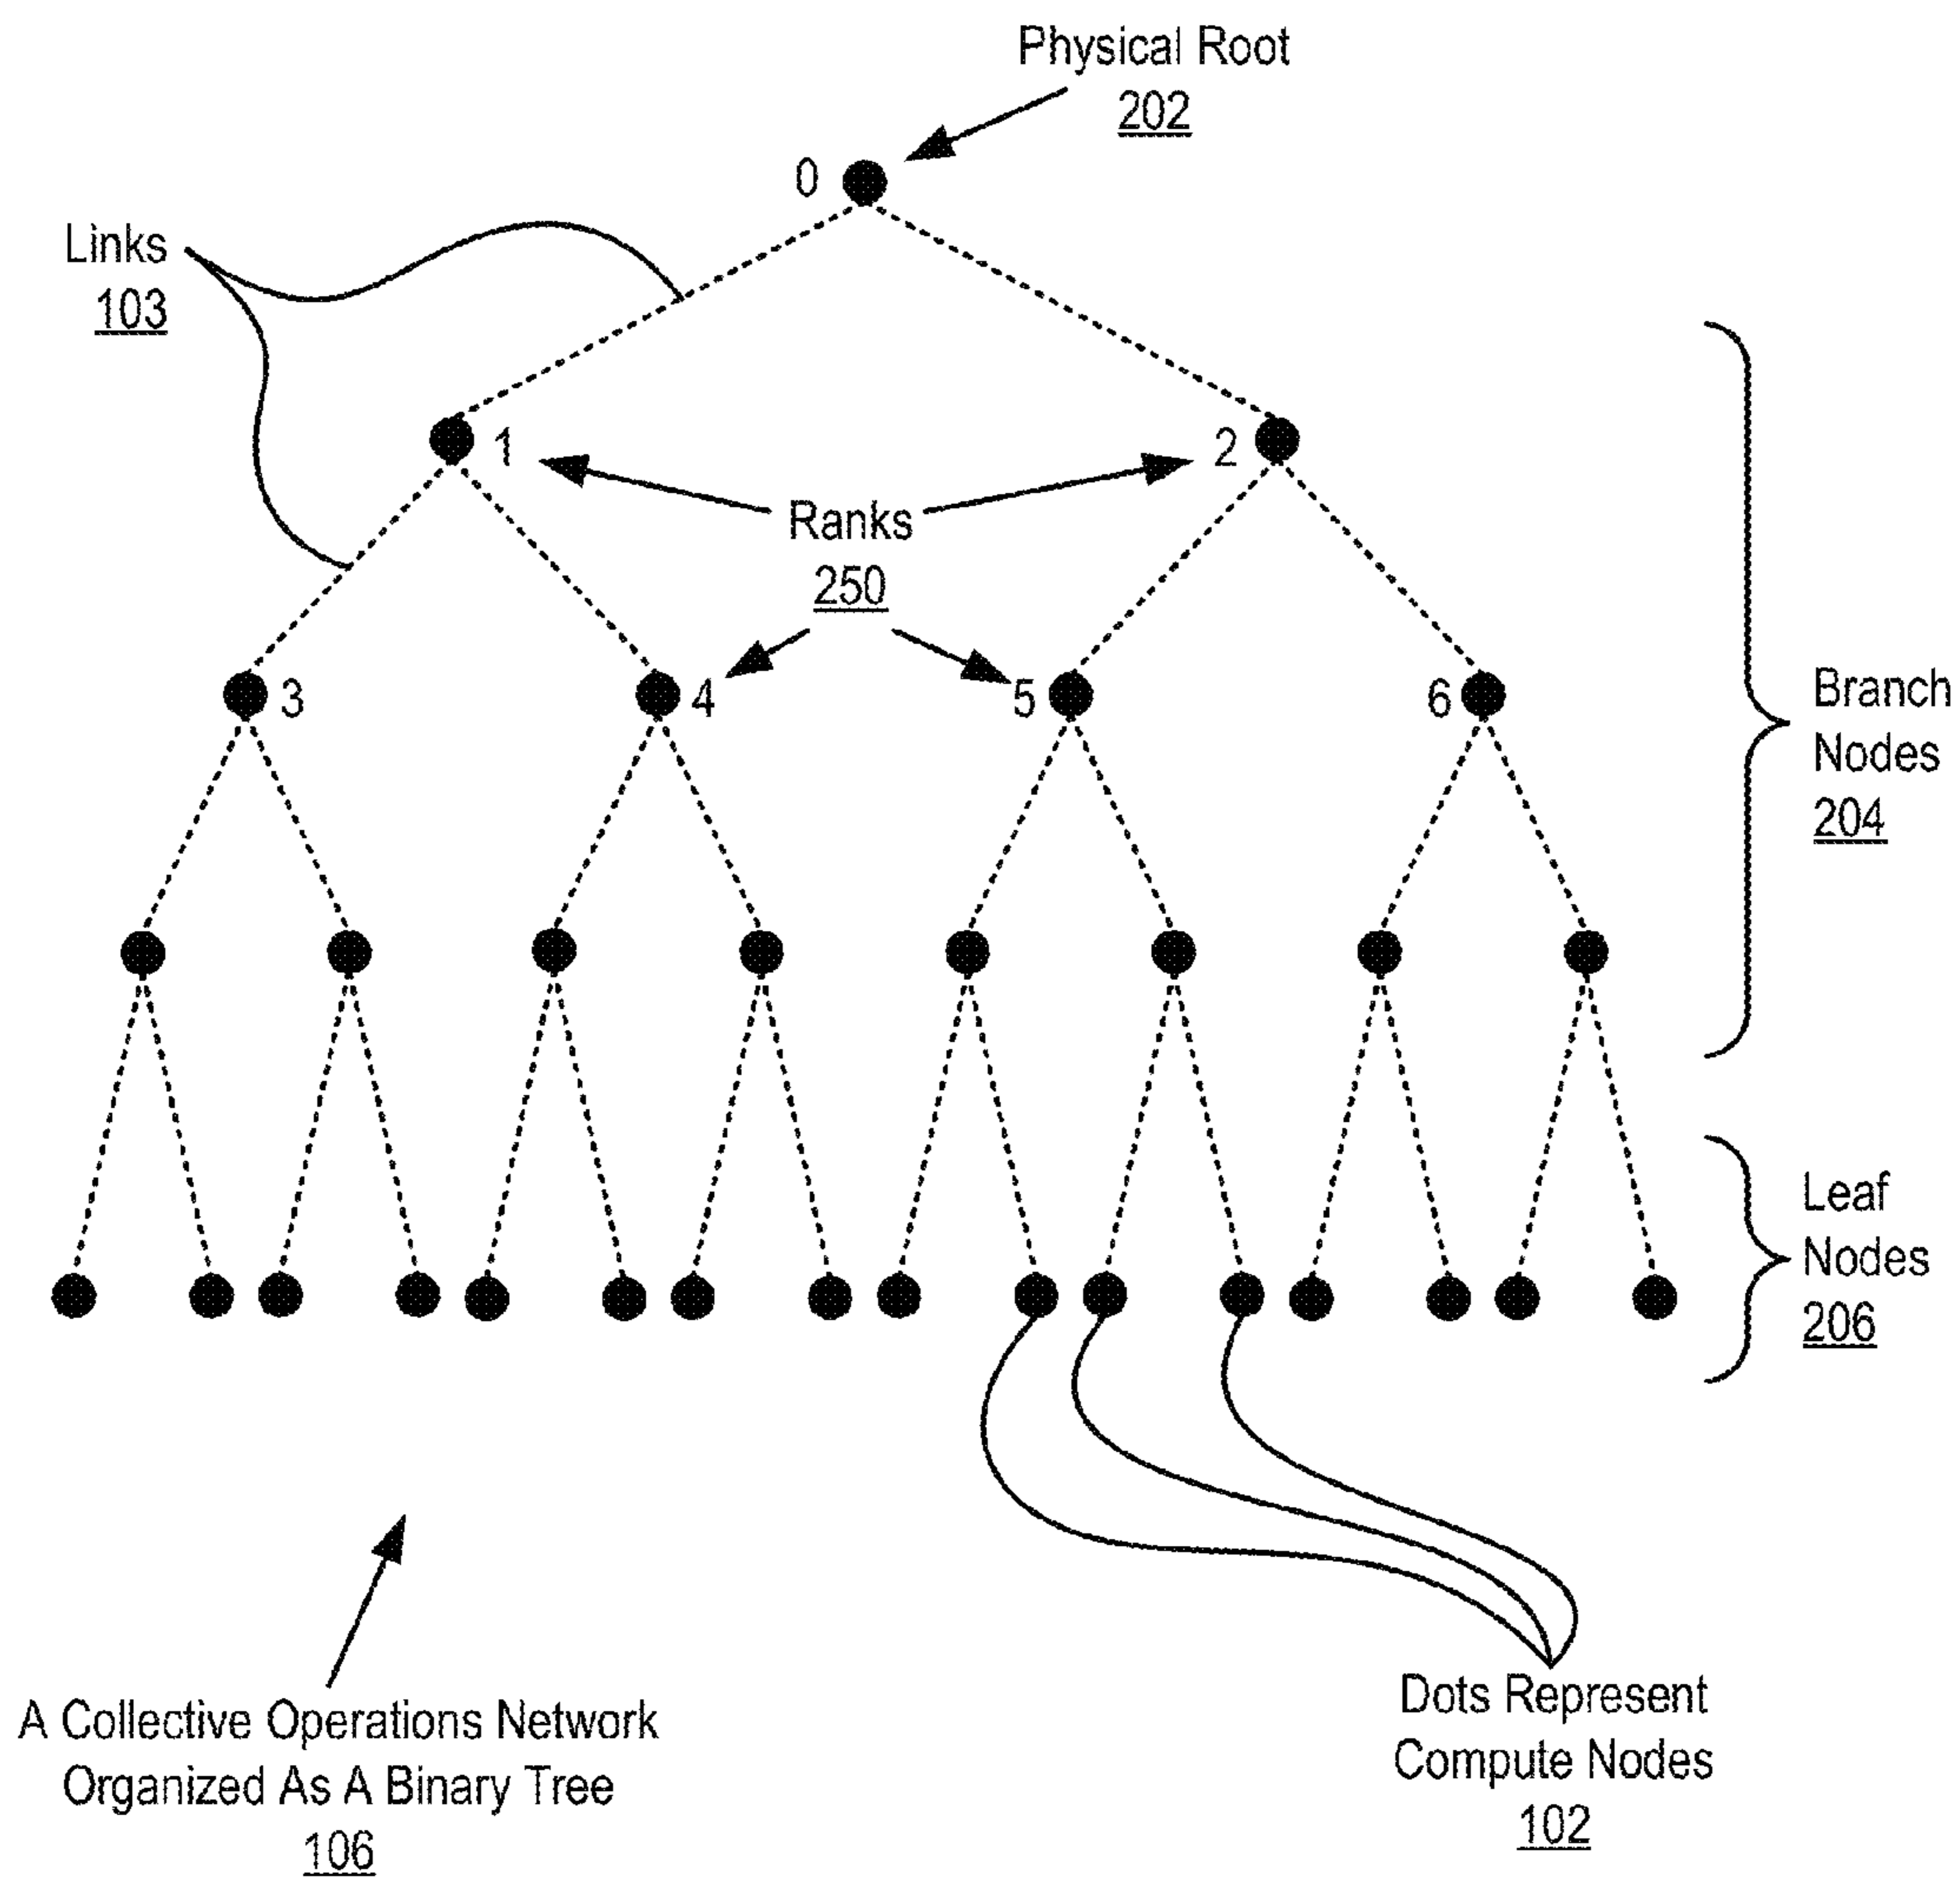 Physical Root
202
0
Links
103
1
2
Ranks
250
3
4
5
6
Branch
Nodes
204
Leaf
Nodes
206
A Collective Operations Network
Organized As A Binary Tree
106
Dots Represent
Compute Nodes
102